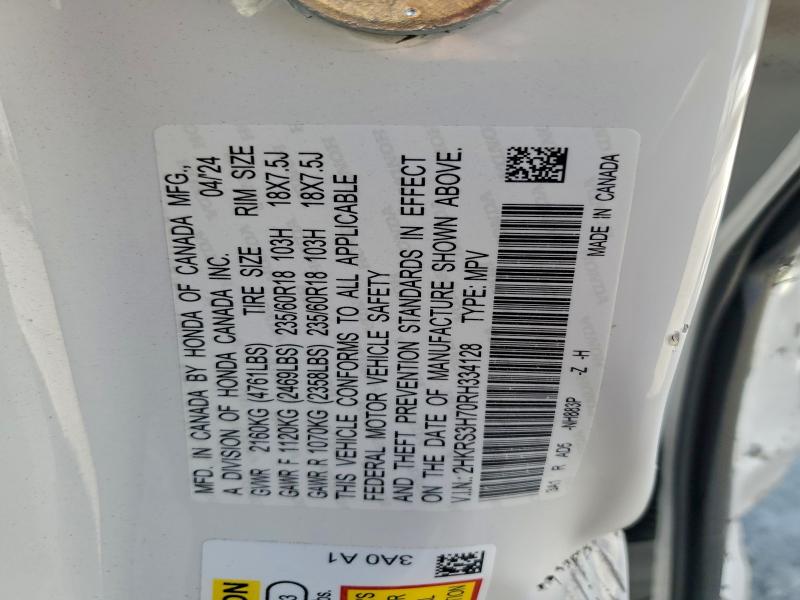 MFD. IN CANADA BY HONDA OF CANADA MFG.,
A DIVISION OF HONDA CANADA INC. 04/24
GVWR 2160KG (4761LBS) TIRE SIZE RIM SIZE
GAWR F 1120KG (2469LBS) 235/60R18 103H 18X7.5J
GAWR R 1070KG (2358LBS) 235/60R18 103H 18X7.5J
THIS VEHICLE CONFORMS TO ALL APPLICABLE
FEDERAL MOTOR VEHICLE SAFETY
AND THEFT PREVENTION STANDARDS IN EFFECT
ON THE DATE OF MANUFACTURE SHOWN ABOVE.
V.I.N.: 2HKRS3H70RH334128 TYPE: MPV
3A1 R AD5 -NH883P -Z -H
MADE IN CANADA
3A0 A1